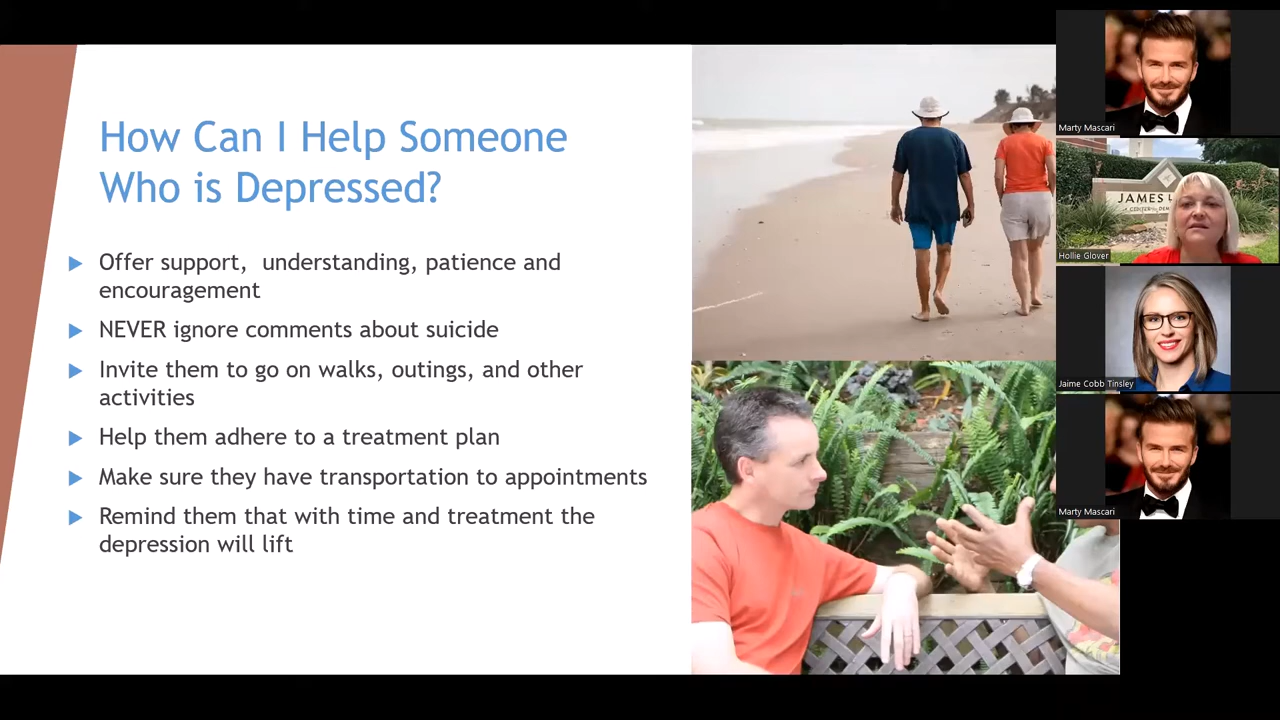 How Can I Help Someone
Who is Depressed?
Offer support,  understanding, patience and
encouragement
NEVER ignore comments about suicide
Invite them to go on walks, outings, and other
activities
Help them adhere to a treatment plan
Make sure they have transportation to appointments
Remind them that with time and treatment the
depression will lift
Marty Mascari
JAMES
Hollie Glover
Jaime Cobb Tinsley
Marty Mascari